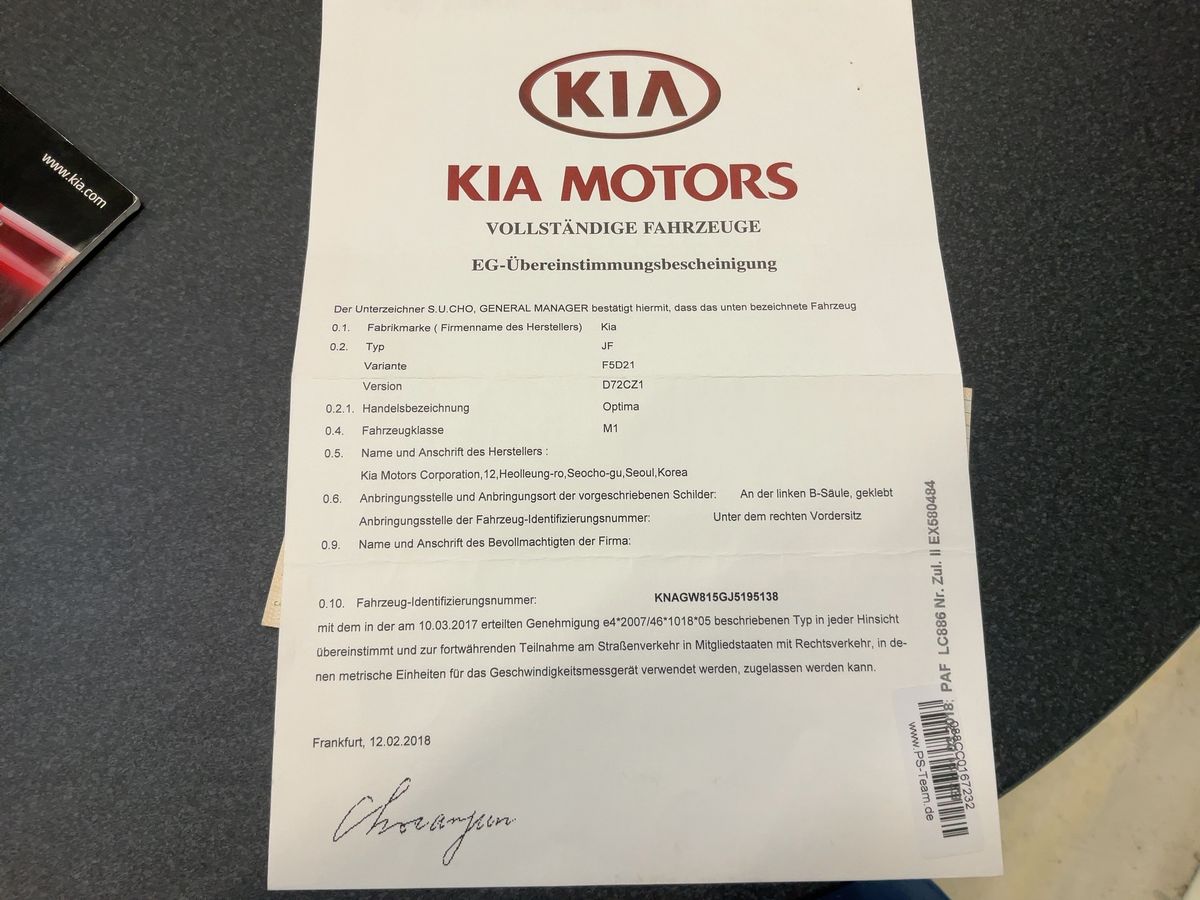 www.kia.com
KIA
KIA MOTORS
VOLLSTÄNDIGE FAHRZEUGE
EG-Übereinstimmungsbescheinigung
Der Unterzeichner S.U.CHO, GENERAL MANAGER bestätigt hiermit, dass das unten bezeichnete Fahrzeug
0.1. Fabrikmarke ( Firmenname des Herstellers) Kia
0.2. Typ JF
Variante F5D21
Version D72CZ1
0.2.1. Handelsbezeichnung Optima
0.4. Fahrzeugklasse M1
0.5. Name und Anschrift des Herstellers :
Kia Motors Corporation,12,Heolleung-ro,Seocho-gu,Seoul,Korea
0.6. Anbringungsstelle und Anbringungsort der vorgeschriebenen Schilder: An der linken B-Säule, geklebt
Anbringungsstelle der Fahrzeug-Identifizierungsnummer: Unter dem rechten Vordersitz
0.9. Name und Anschrift des Bevollmachtigten der Firma:
0.10. Fahrzeug-Identifizierungsnummer: KNAGW815GJ5195138
mit dem in der am 10.03.2017 erteilten Genehmigung e4*2007/46*1018*05 beschriebenen Typ in jeder Hinsicht
übereinstimmt und zur fortwährenden Teilnahme am Straßenverkehr in Mitgliedstaaten mit Rechtsverkehr, in de-
nen metrische Einheiten für das Geschwindigkeitsmessgerät verwendet werden, zugelassen werden kann.
Frankfurt, 12.02.2018
PAF LC886 Nr. Zul. II EX580484
www.PS-Team.de